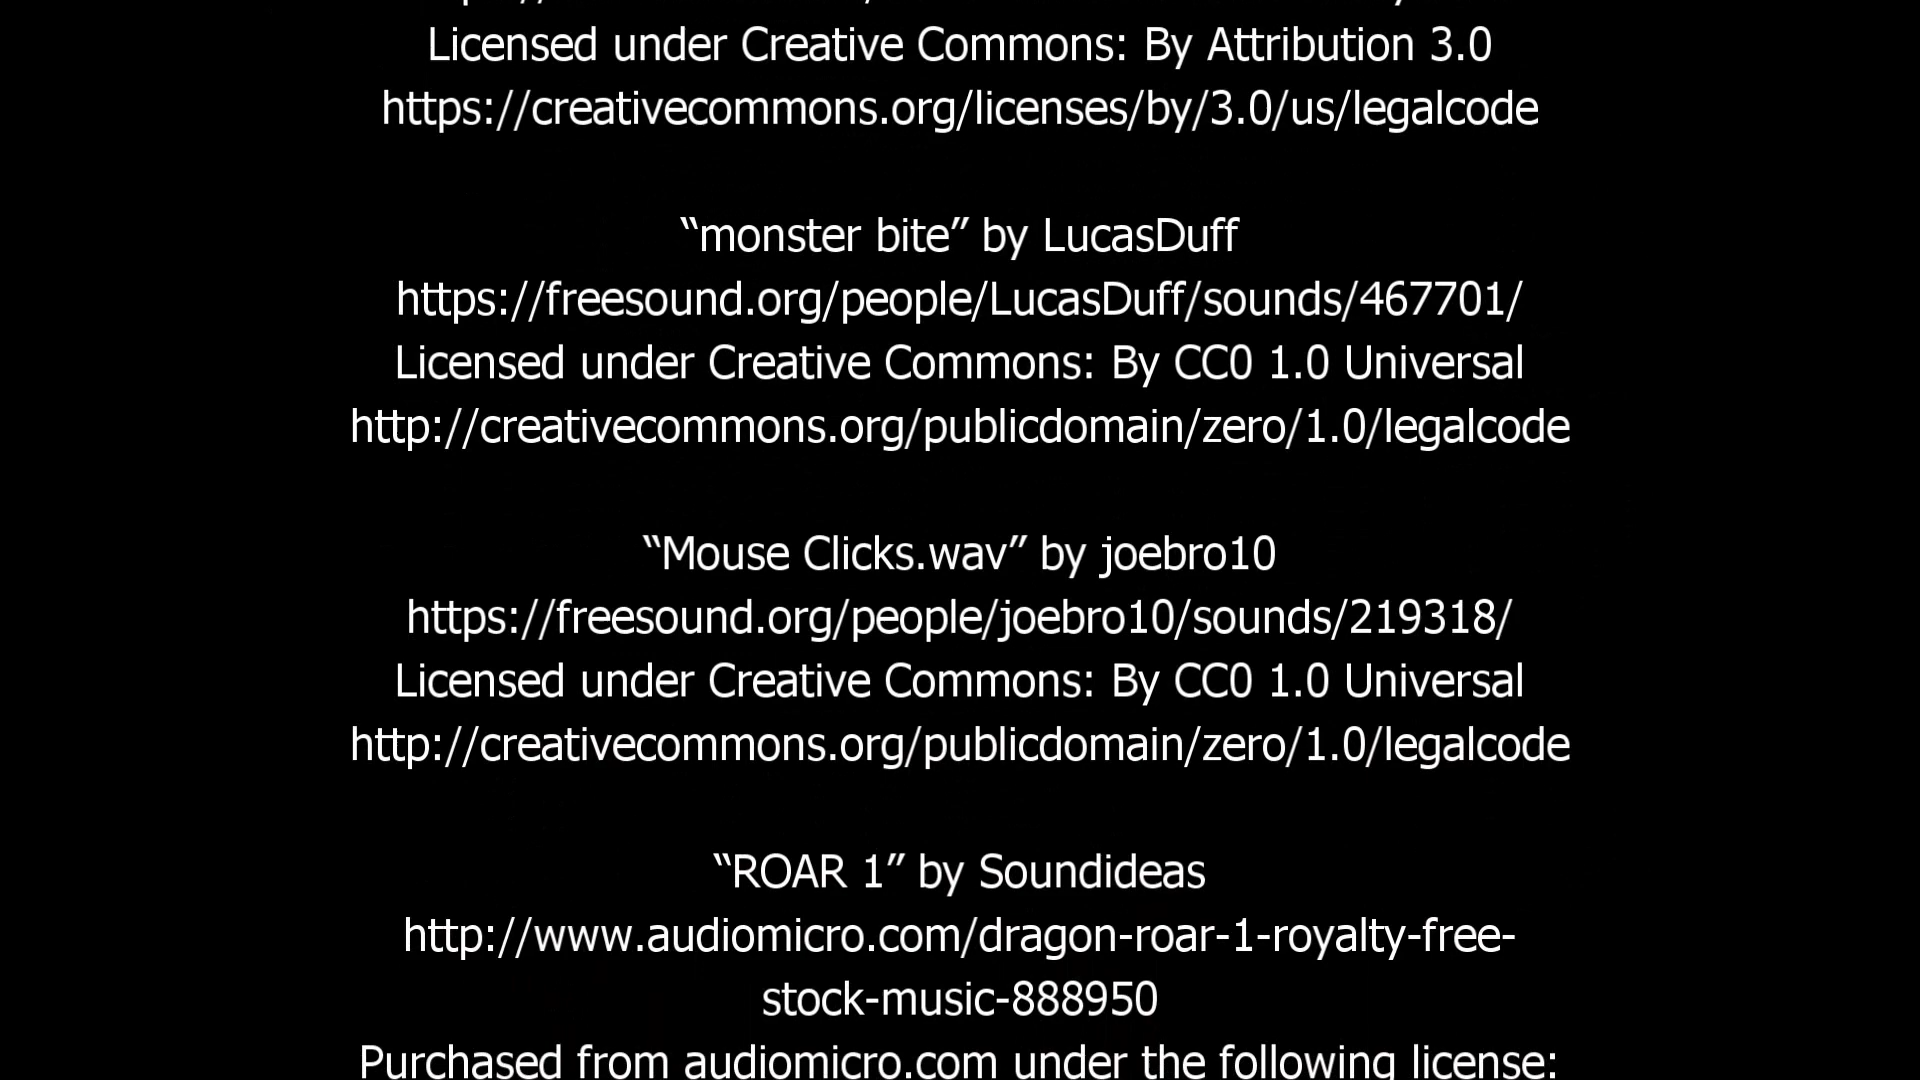 Licensed under Creative Commons: By Attribution 3.0
https://creativecommons.org/licenses/by/3.0/us/legalcode
“monster bite” by LucasDuff
https://freesound.org/people/LucasDuff/sounds/467701/
Licensed under Creative Commons: By CC0 1.0 Universal
http://creativecommons.org/publicdomain/zero/1.0/legalcode
“Mouse Clicks.wav” by joebro10
https://freesound.org/people/joebro10/sounds/219318/
Licensed under Creative Commons: By CC0 1.0 Universal
http://creativecommons.org/publicdomain/zero/1.0/legalcode
“ROAR 1” by Soundideas
http://www.audiomicro.com/dragon-roar-1-royalty-free-
stock-music-888950
Purchased from audiomicro.com under the following license: